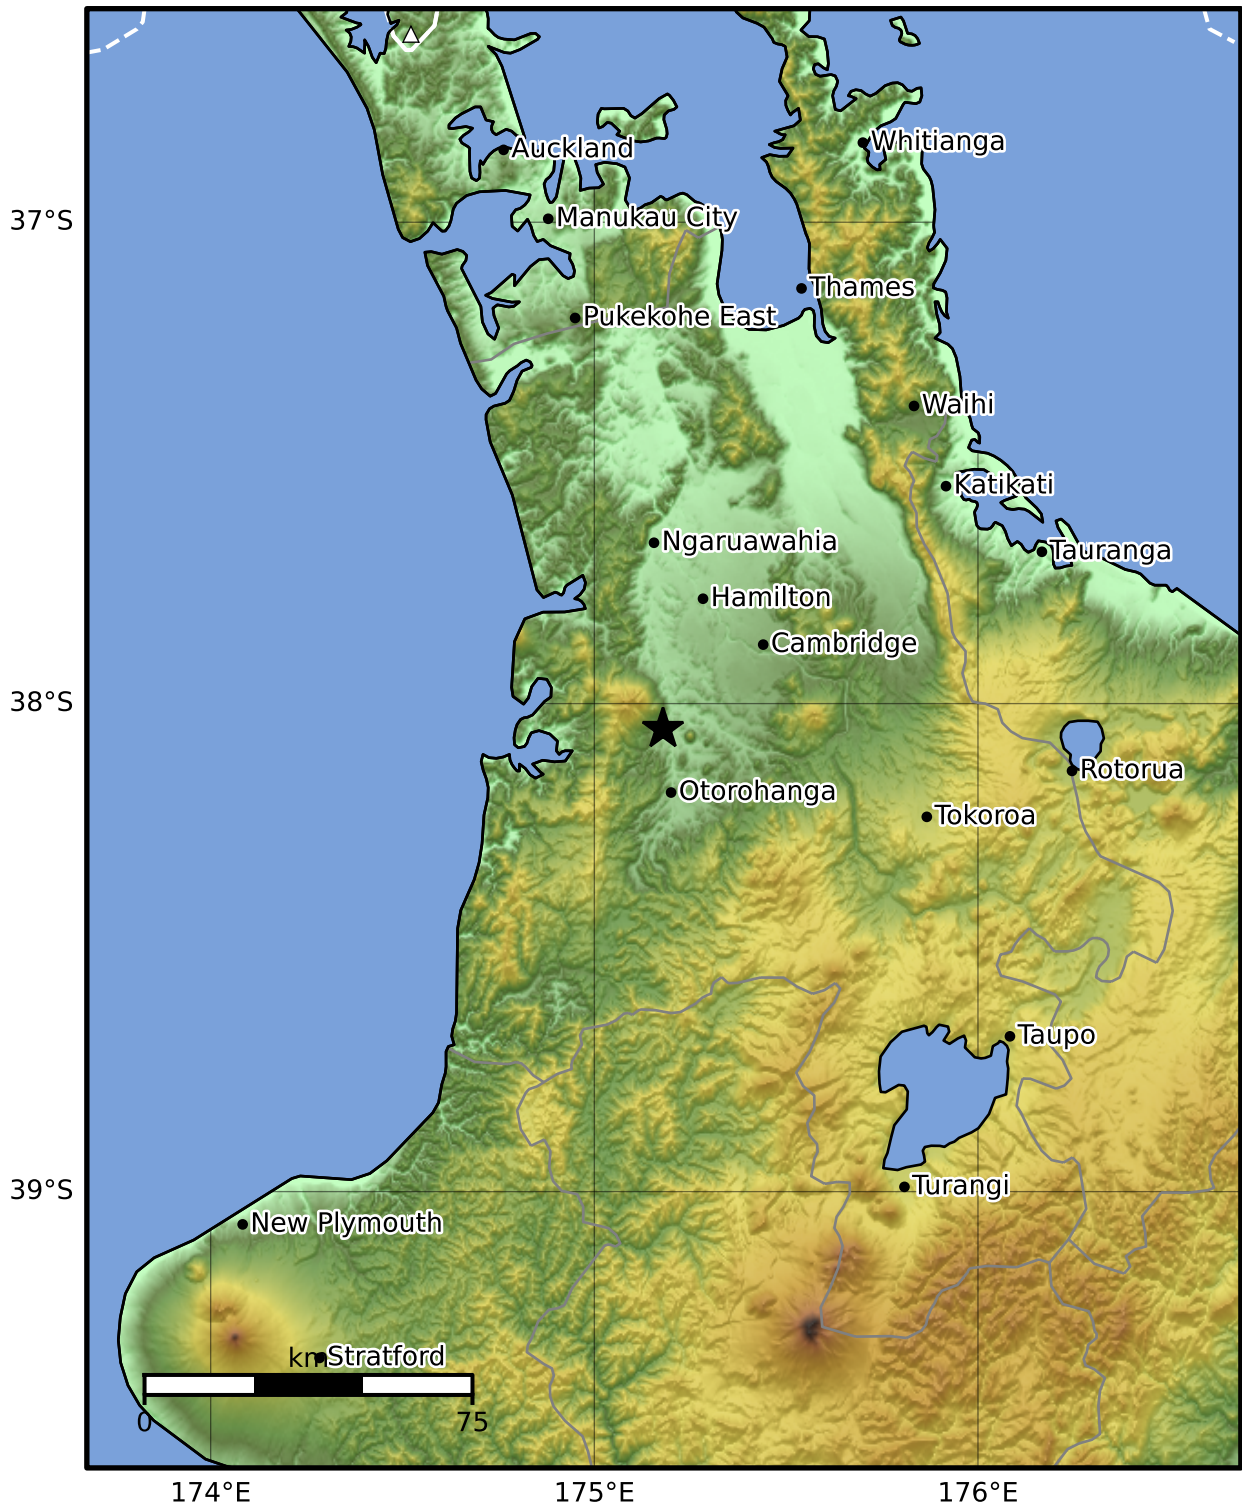 Auckland
Whitianga
37°S
Manukau City
Thames
Pukekohe East
Waihi
Katikati
Ngaruawahia
Tauranga
Hamilton
Cambridge
38°S
Rotorua
Otorohanga
Tokoroa
Taupo
39°S
Turangi
New Plymouth
km
Stratford
0
75
174°E
175°E
176°E